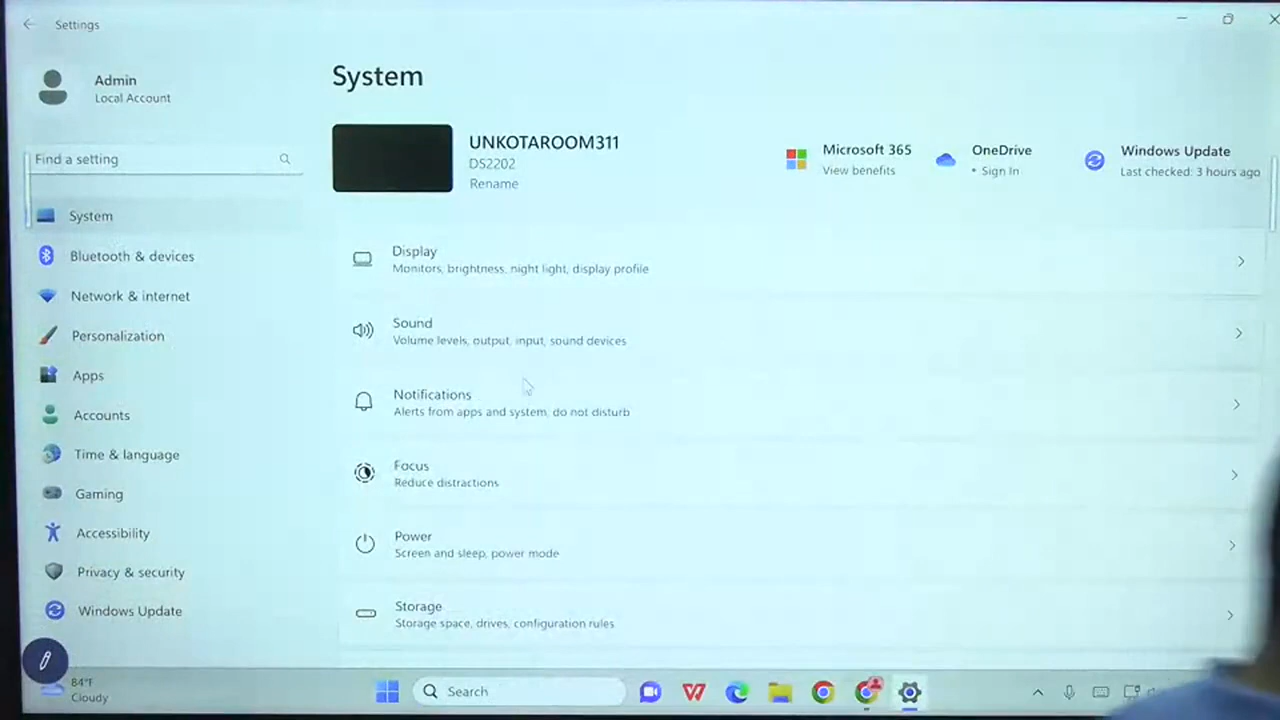 Settings
Admin
Local Account
Find a setting
System
Bluetooth & devices
Network & internet
Personalization
Apps
Accounts
Time & language
Gaming
Accessibility
Privacy & security
Windows Update
System
UNKOTAROOM311
DS2202
Rename
Microsoft 365
View benefits
OneDrive
• Sign In
Windows Update
Last checked: 3 hours ago
Display
Monitors, brightness, night light, display profile
Sound
Volume levels, output, input, sound devices
Notifications
Alerts from apps and system, do not disturb
Focus
Reduce distractions
Power
Screen and sleep, power mode
Storage
Storage space, drives, configuration rules
84°F
Cloudy
Search